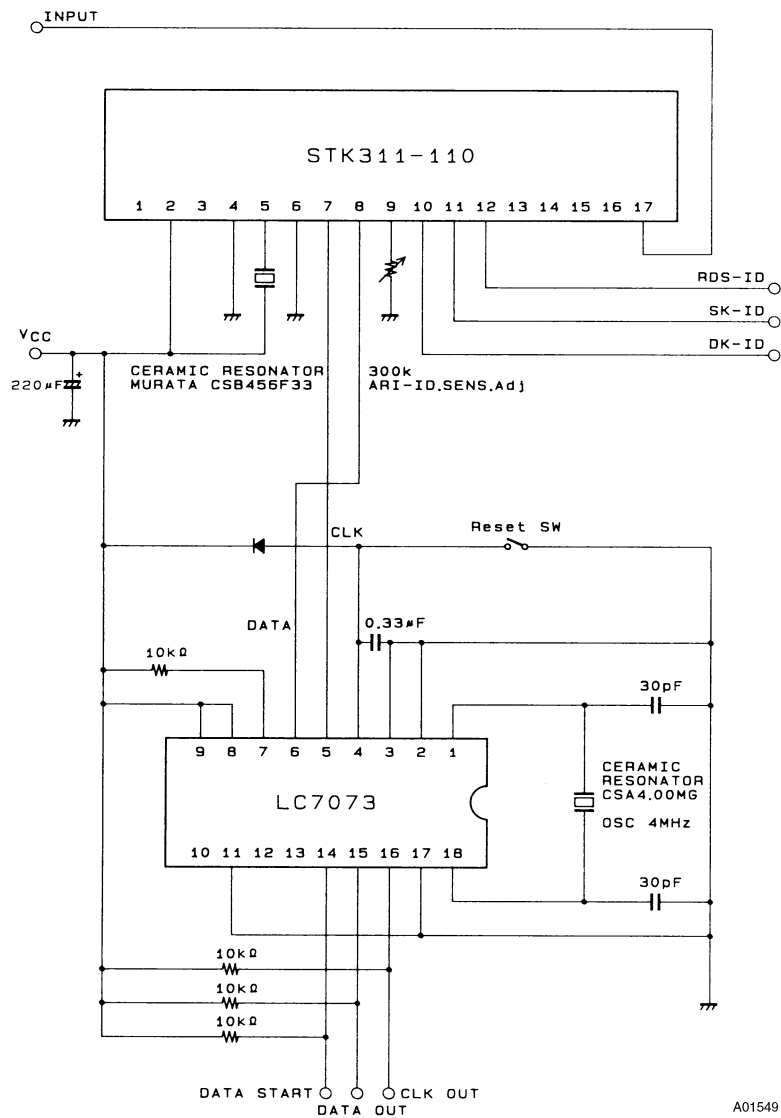 INPUT
STK311-110
1 2 3 4 5 6 7 8 9 10 11 12 13 14 15 16 17
RDS-ID
SK-ID
DK-ID
VCC
220μF
+
CERAMIC RESONATOR
MURATA CSB456F33
300k
ARI-ID.SENS.Adj
CLK
Reset SW
DATA
0.33μF
10kΩ
30pF
9 8 7 6 5 4 3 2 1
LC7073
CERAMIC
RESONATOR
CSA4.00MG
OSC 4MHz
10 11 12 13 14 15 16 17 18
30pF
10kΩ
10kΩ
10kΩ
DATA START
DATA OUT
CLK OUT
A01549